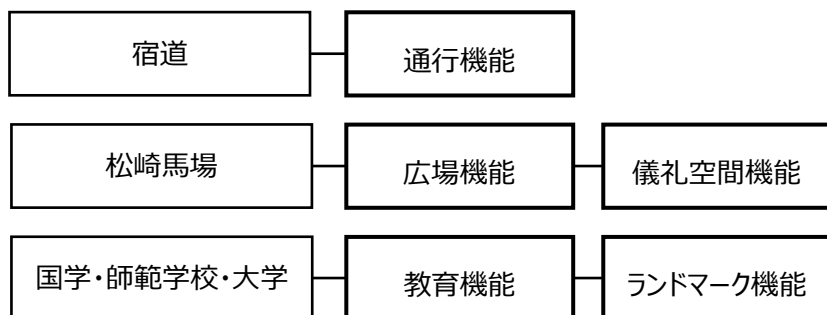 宿道
通行機能
松崎馬場
広場機能
儀礼空間機能
国学・師範学校・大学
教育機能
ランドマーク機能